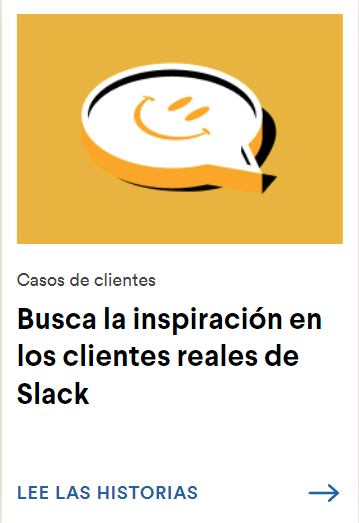 Casos de clientes
Busca la inspiración en
los clientes reales de
Slack
LEE LAS HISTORIAS